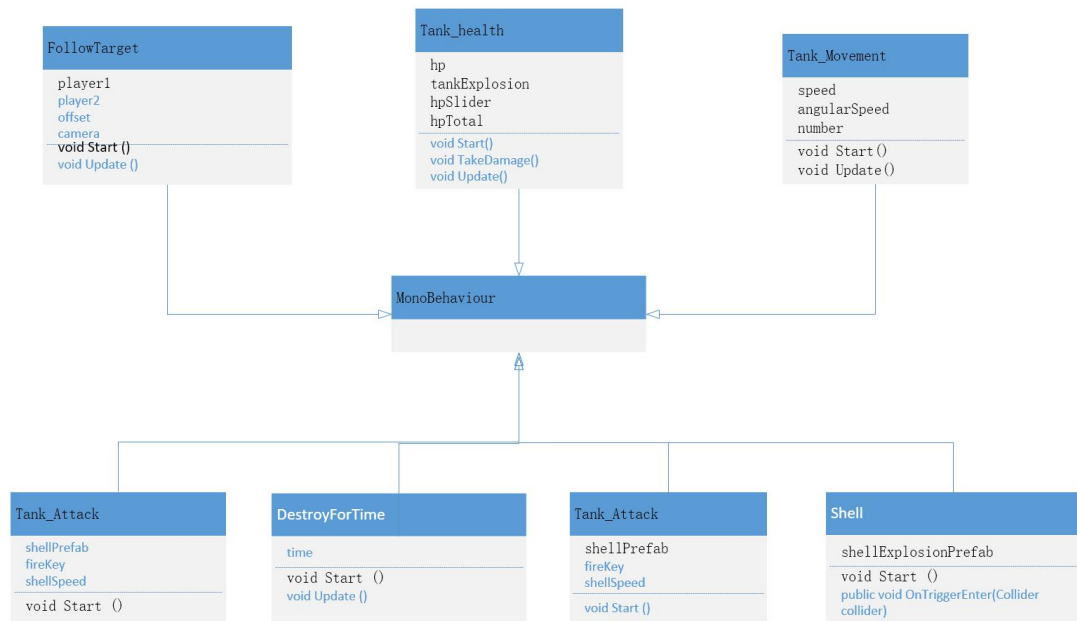 FollowTarget
player1
player2
offset
camera
void Start ()
void Update ()
Tank_health
hp
tankExplosion
hpSlider
hpTotal
void Start()
void TakeDamage()
void Update()
Tank_Movement
speed
angularSpeed
number
void Start()
void Update()
MonoBehaviour
Tank_Attack
shellPrefab
fireKey
shellSpeed
void Start ()
DestroyForTime
time
void Start ()
void Update ()
Tank_Attack
shellPrefab
fireKey
shellSpeed
void Start ()
Shell
shellExplosionPrefab
void Start ()
public void OnTriggerEnter(Collider
collider)